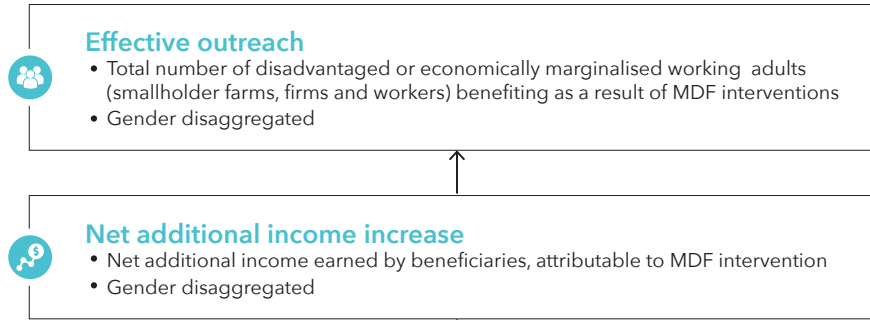 Effective outreach
• Total number of disadvantaged or economically marginalised working adults
(smallholder farms, firms and workers) benefiting as a result of MDF interventions
• Gender disaggregated
$
Net additional income increase
• Net additional income earned by beneficiaries, attributable to MDF intervention
• Gender disaggregated